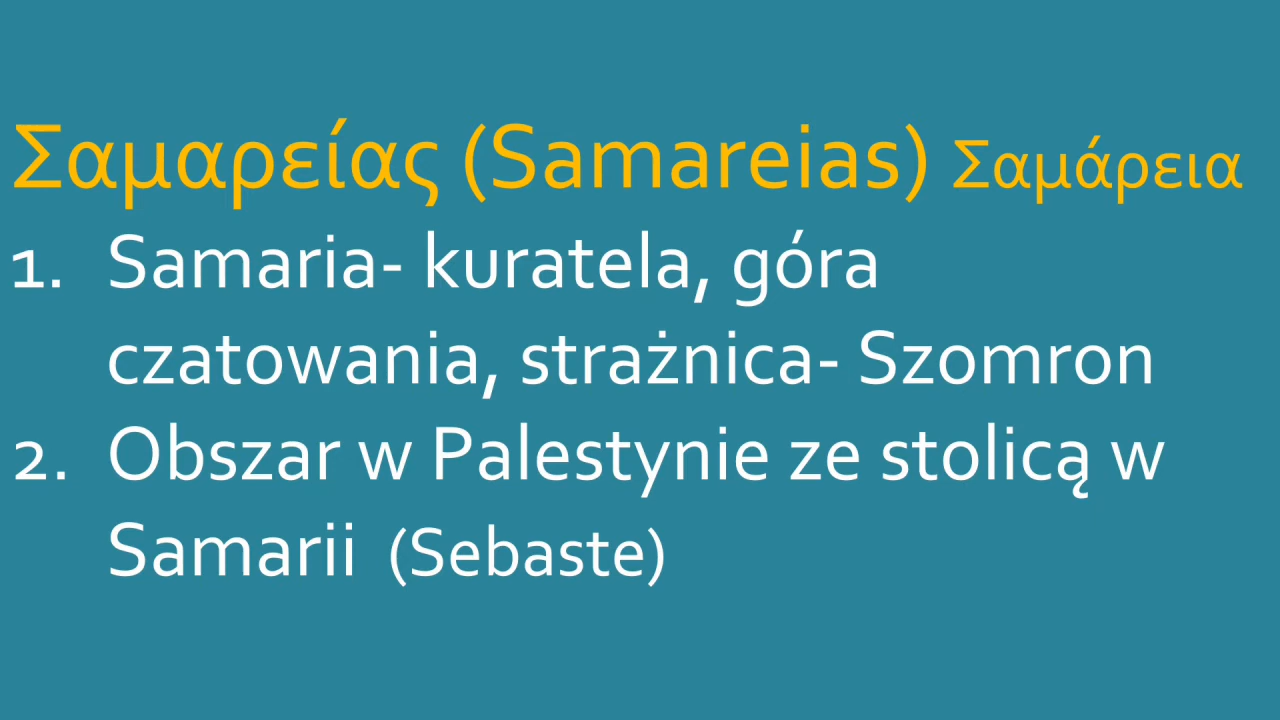 Σαμαρείας (Samareias) Σαμάρεια
1. Samaria- kuratela, góra
czatowania, strażnica- Szomron
2. Obszar w Palestynie ze stolicą w
Samarii (Sebaste)